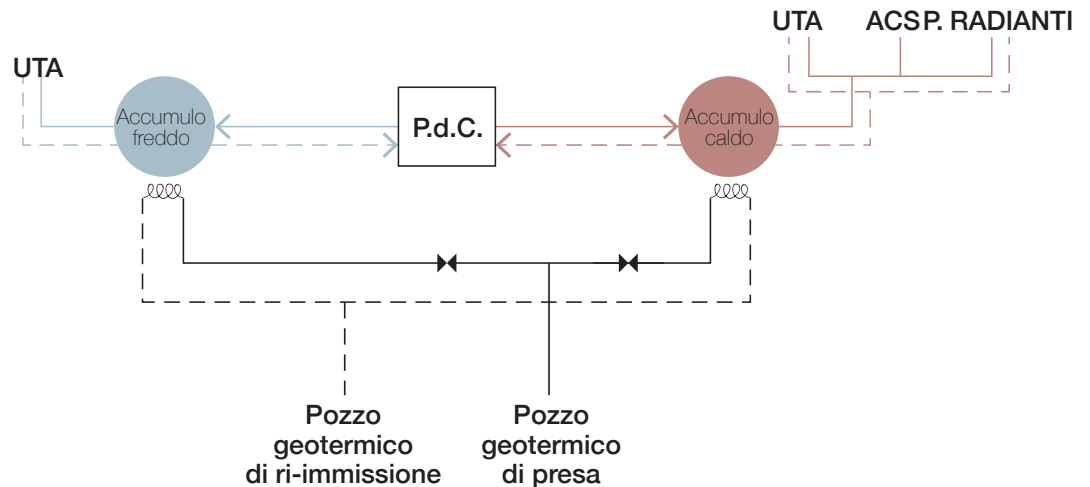 UTA
ACS P. RADIANTI
UTA
Accumulo
freddo
P.d.C.
Accumulo
caldo
Pozzo
geotermico
di ri-immissione
Pozzo
geotermico
di presa